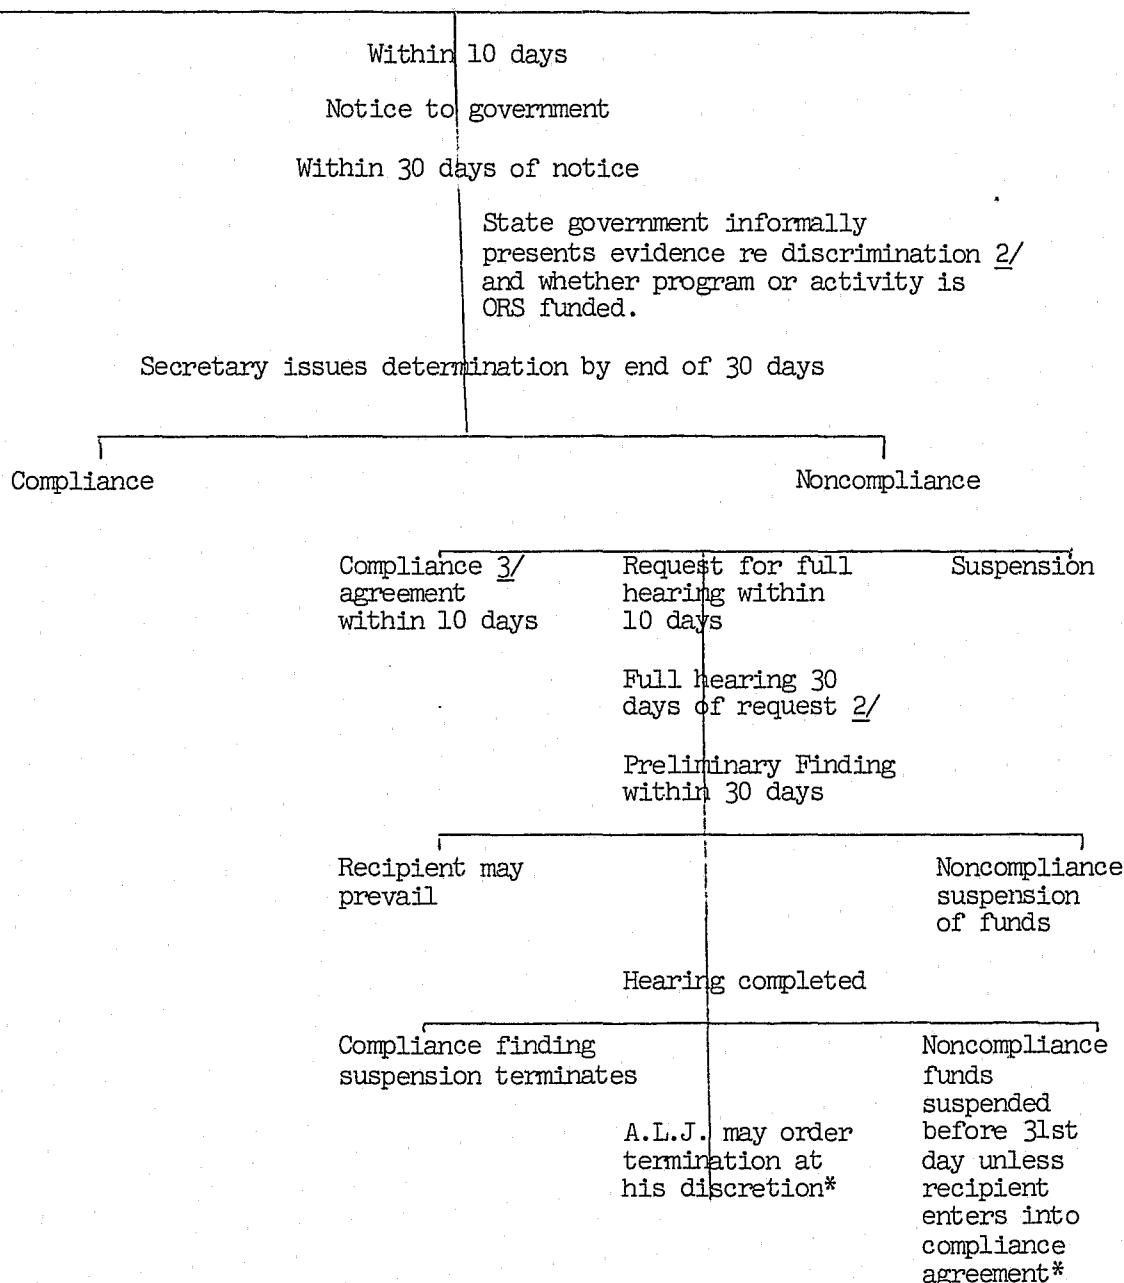 Within 10 days
Notice to government
Within 30 days of notice
State government informally
presents evidence re discrimination 2/
and whether program or activity is
ORS funded.
Secretary issues determination by end of 30 days
Compliance
Noncompliance
Compliance 3/
agreement
within 10 days
Request for full
hearing within
10 days
Suspension
Full hearing 30
days of request 2/
Preliminary Finding
within 30 days
Recipient may
prevail
Noncompliance
suspension
of funds
Hearing completed
Compliance finding
suspension terminates
A.L.J. may order
termination at
his discretion*
Noncompliance
funds
suspended
before 31st
day unless
recipient
enters into
compliance
agreement*